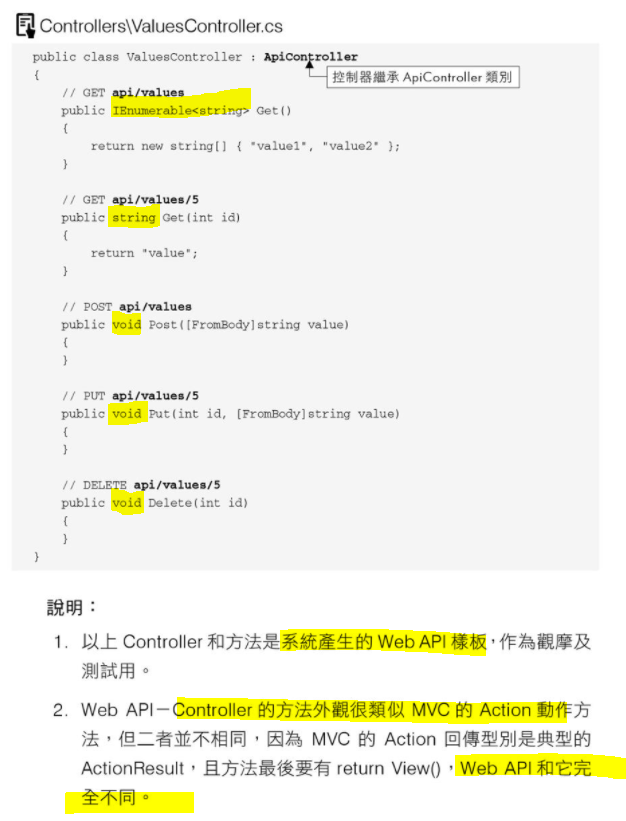 Controllers\ValuesController.cs
public class ValuesController : ApiController
控制器繼承 ApiController 類別
{
// GET api/values
public IEnumerable<string> Get()
{
return new string[] { "value1", "value2" };
}
// GET api/values/5
public string Get(int id)
{
return "value";
}
// POST api/values
public void Post([FromBody]string value)
{
}
// PUT api/values/5
public void Put(int id, [FromBody]string value)
{
}
// DELETE api/values/5
public void Delete(int id)
{
}
}
說明：
1. 以上 Controller 和方法是系統產生的 Web API 樣板，作為觀摩及
測試用。
2. Web API－Controller 的方法外觀很類似 MVC 的 Action 動作方
法，但二者並不相同，因為 MVC 的 Action 回傳型別是典型的
ActionResult，且方法最後要有 return View()，Web API 和它完
全不同。